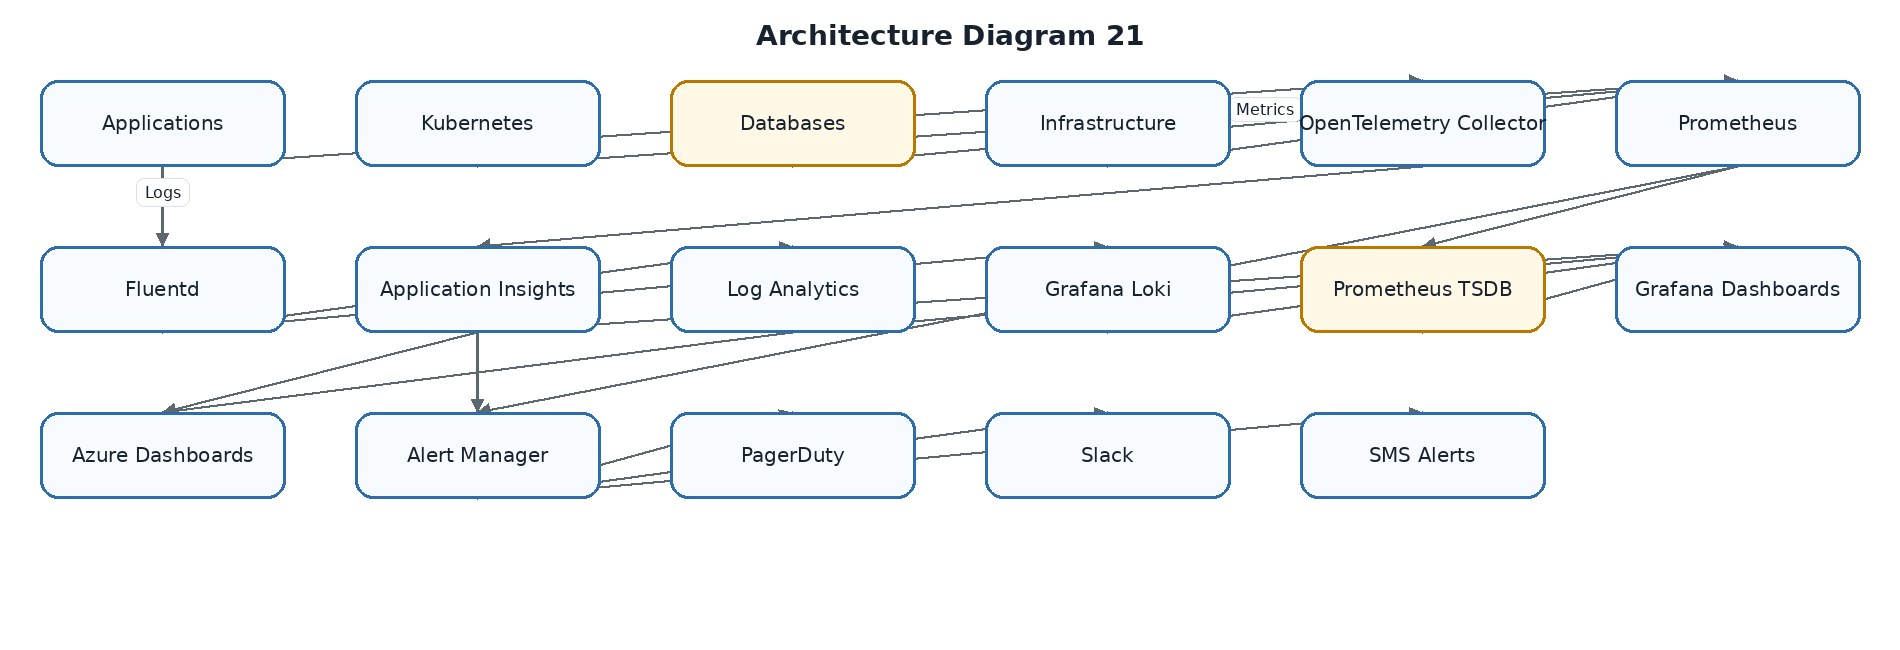 Architecture Diagram 21
Applications
Kubernetes
Databases
Infrastructure
Metrics
OpenTelemetry Collector
Prometheus
Logs
Fluentd
Application Insights
Log Analytics
Grafana Loki
Prometheus TSDB
Grafana Dashboards
Azure Dashboards
Alert Manager
PagerDuty
Slack
SMS Alerts